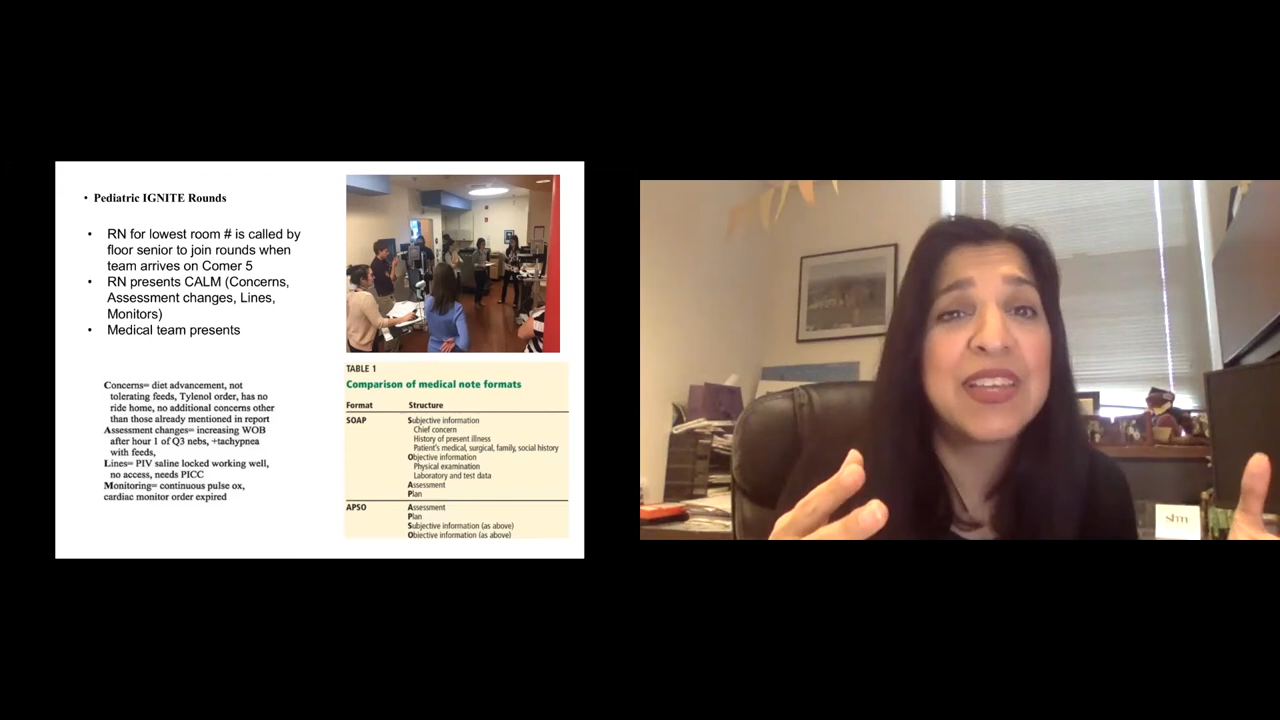 • Pediatric IGNITE Rounds
• RN for lowest room # is called by
floor senior to join rounds when
team arrives on Comer 5
• RN presents CALM (Concerns,
Assessment changes, Lines,
Monitors)
• Medical team presents
Concerns= diet advancement, not
tolerating feeds, Tylenol order, has no
ride home, no additional concerns other
than those already mentioned in report
Assessment changes= increasing WOB
after hour 1 of Q3 nebs, +tachypnea
with feeds,
Lines= PIV saline locked working well,
no access, needs PICC
Monitoring= continuous pulse ox,
cardiac monitor order expired
TABLE 1
Comparison of medical note formats
Format Structure
SOAP Subjective information
Chief concern
History of present illness
Patient's medical, surgical, family, social history
Objective information
Physical examination
Laboratory and test data
Assessment
Plan
APSO Assessment
Plan
Subjective information (as above)
Objective information (as above)
shm